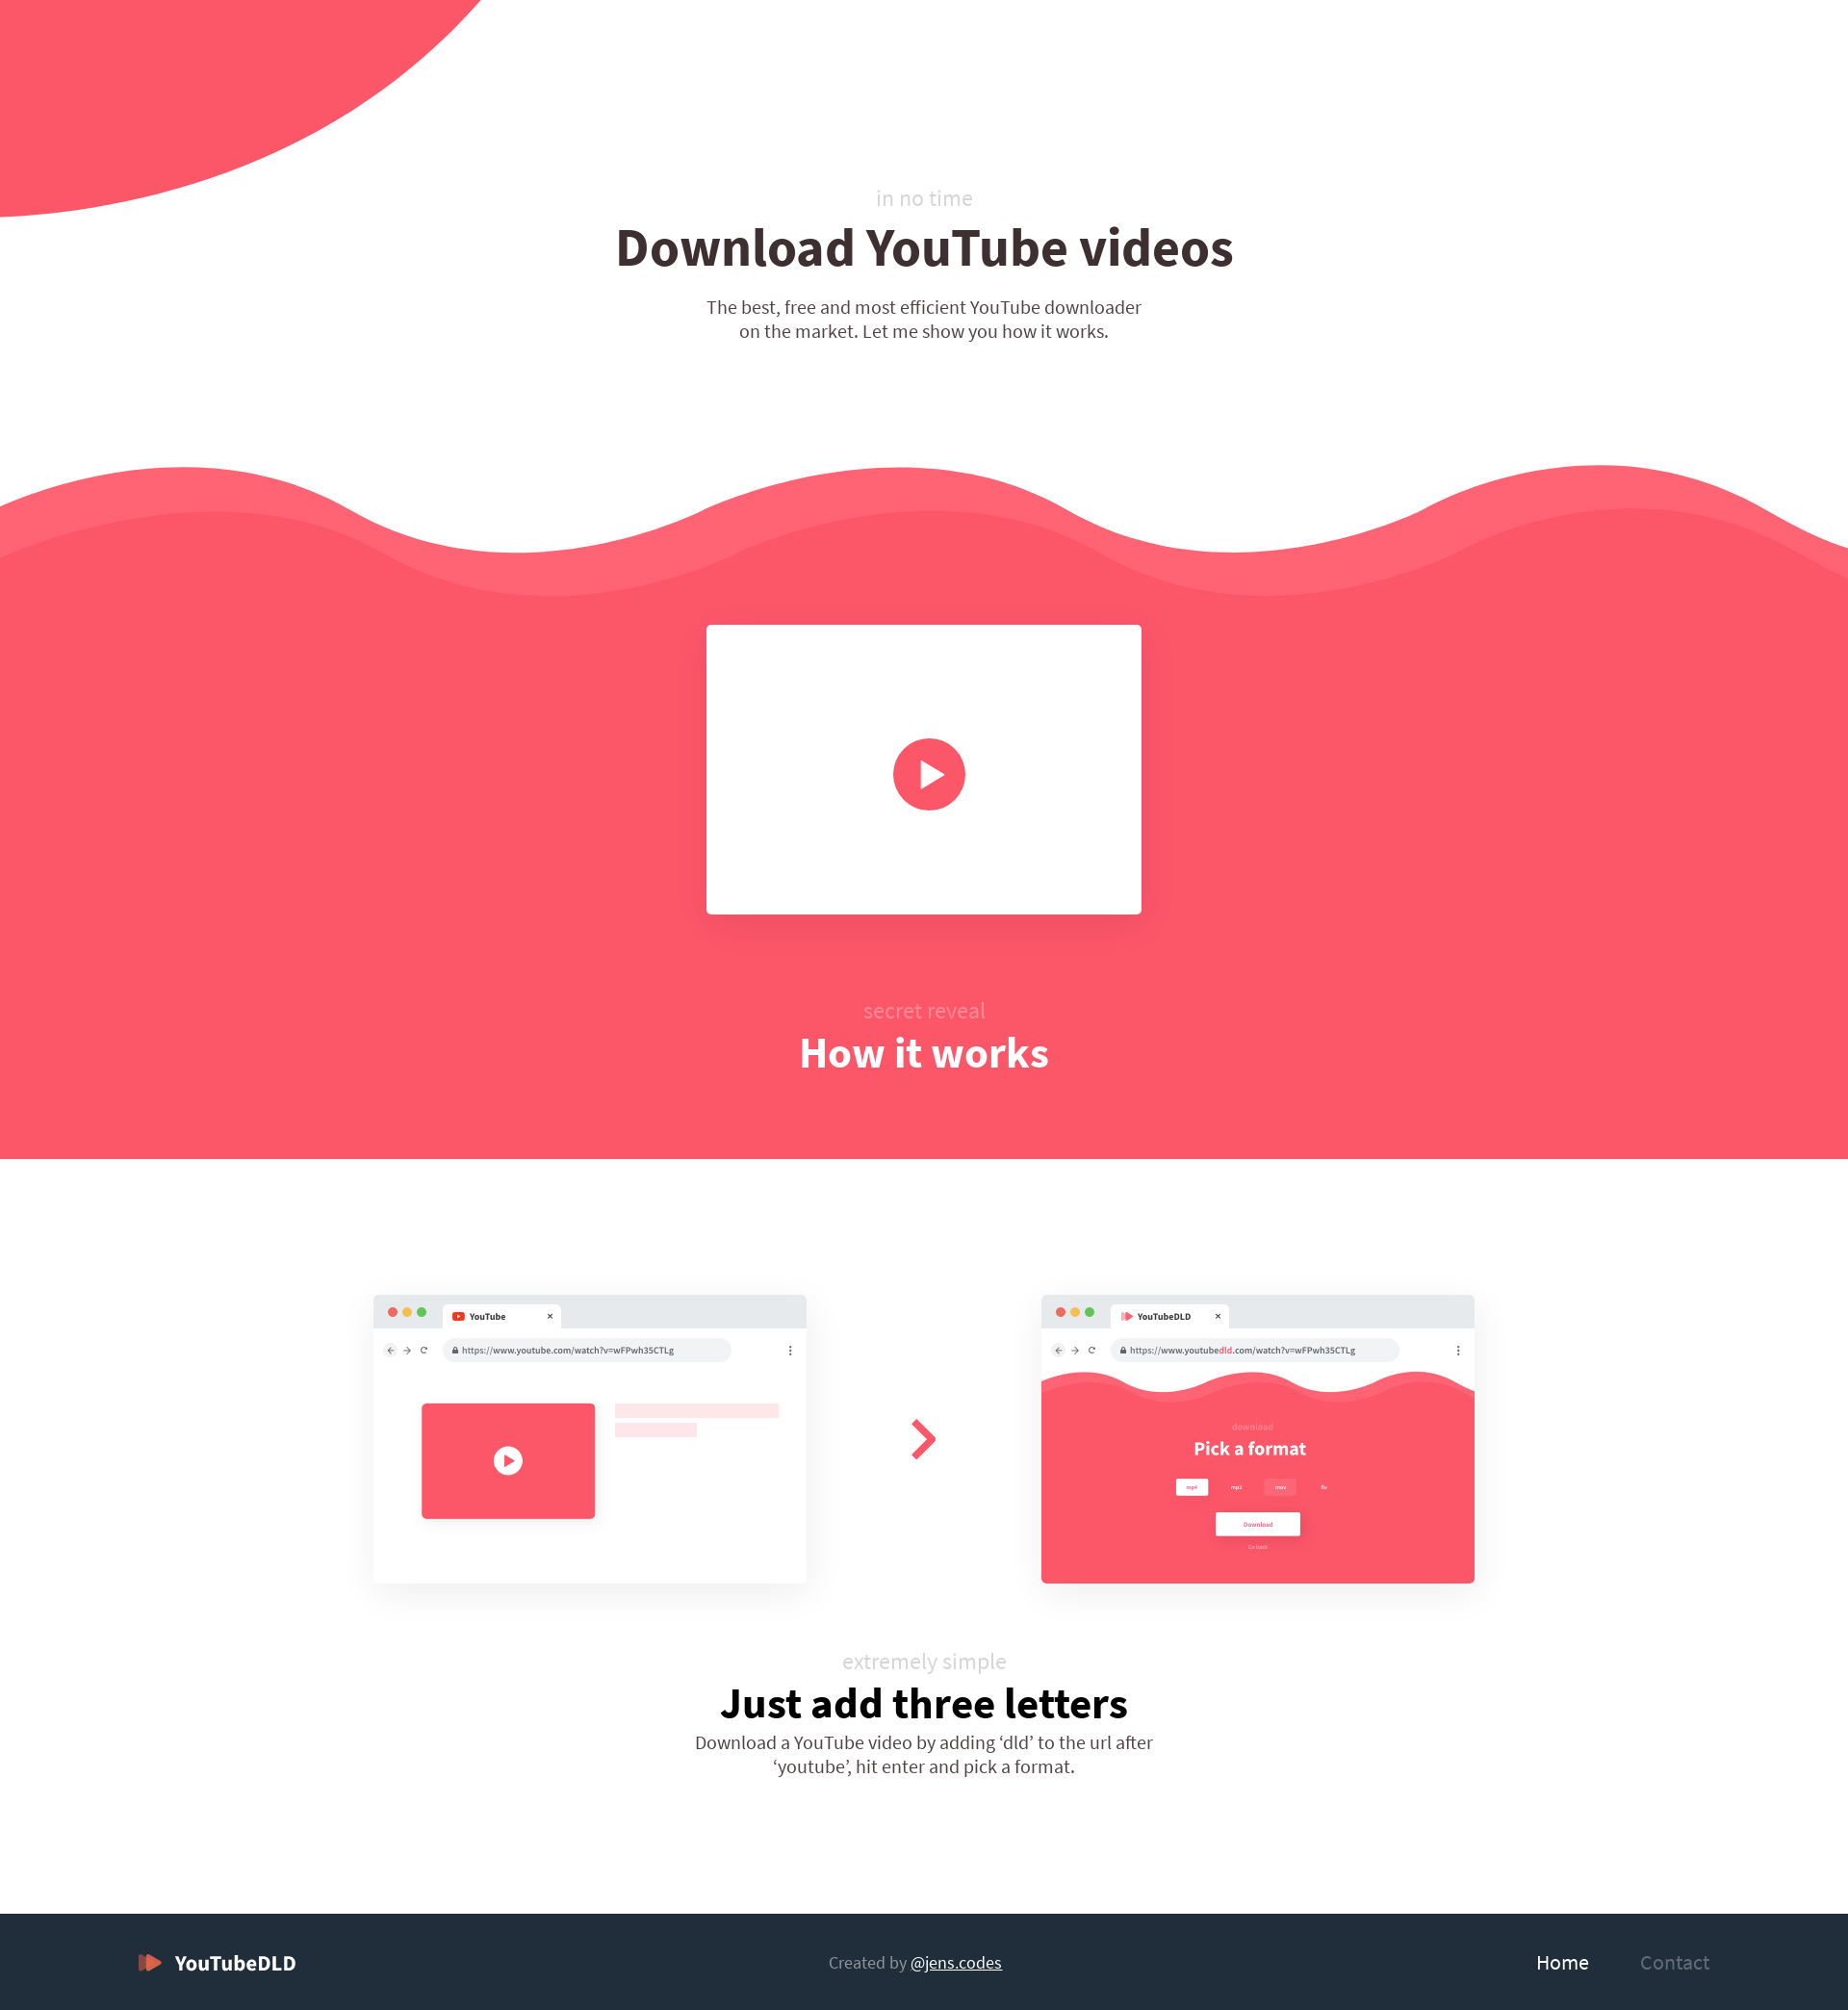 in no time
Download YouTube videos
The best, free and most efficient YouTube downloader
on the market. Let me show you how it works.
secret reveal
How it works
YouTube
https://www.youtube.com/watch?v=wFPwh35CTLg
YouTubeDLD
https://www.youtubedld.com/watch?v=wFPwh35CTLg
download
Pick a format
mp4 mp3 mov flv
Download
Go back
extremely simple
Just add three letters
Download a YouTube video by adding ‘dld’ to the url after
‘youtube’, hit enter and pick a format.
YouTubeDLD
Created by @jens.codes
Home
Contact